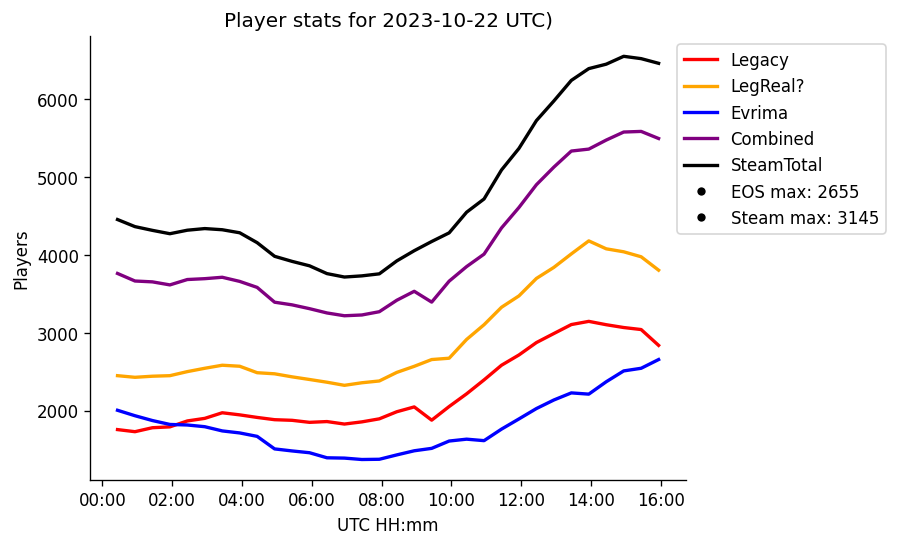 Player stats for 2023-10-22 UTC)
Legacy
LegReal?
Evrima
Combined
SteamTotal
EOS max: 2655
Steam max: 3145
Players
6000
5000
4000
3000
2000
00:00 02:00 04:00 06:00 08:00 10:00 12:00 14:00 16:00
UTC HH:mm